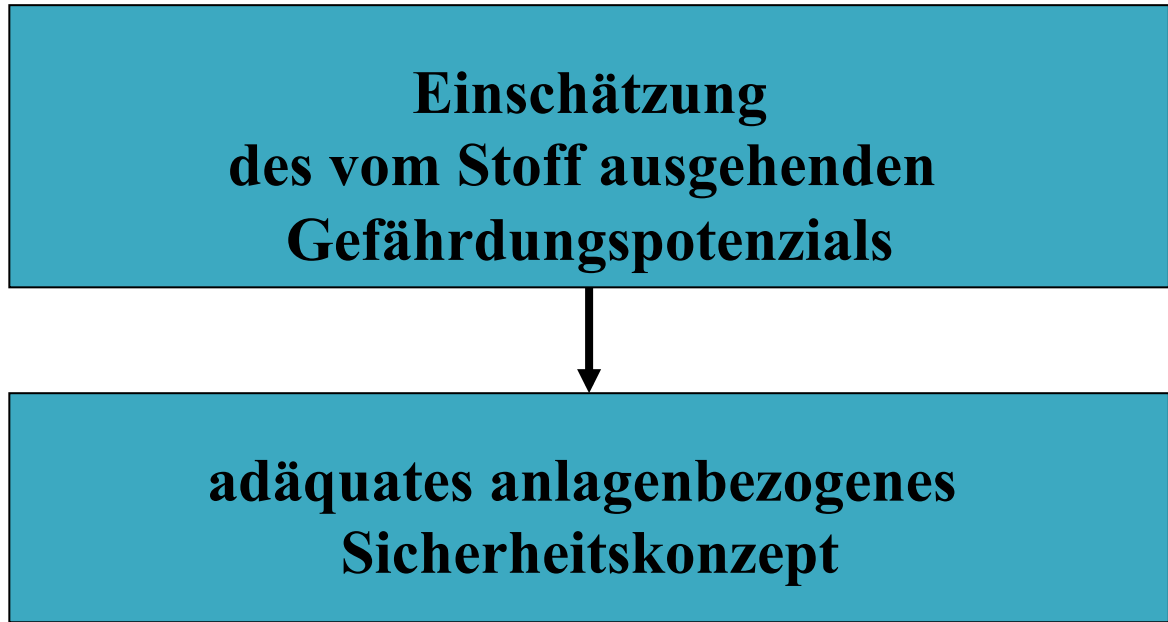 Einschätzung
des vom Stoff ausgehenden
Gefährdungspotenzials
adäquates anlagenbezogenes
Sicherheitskonzept